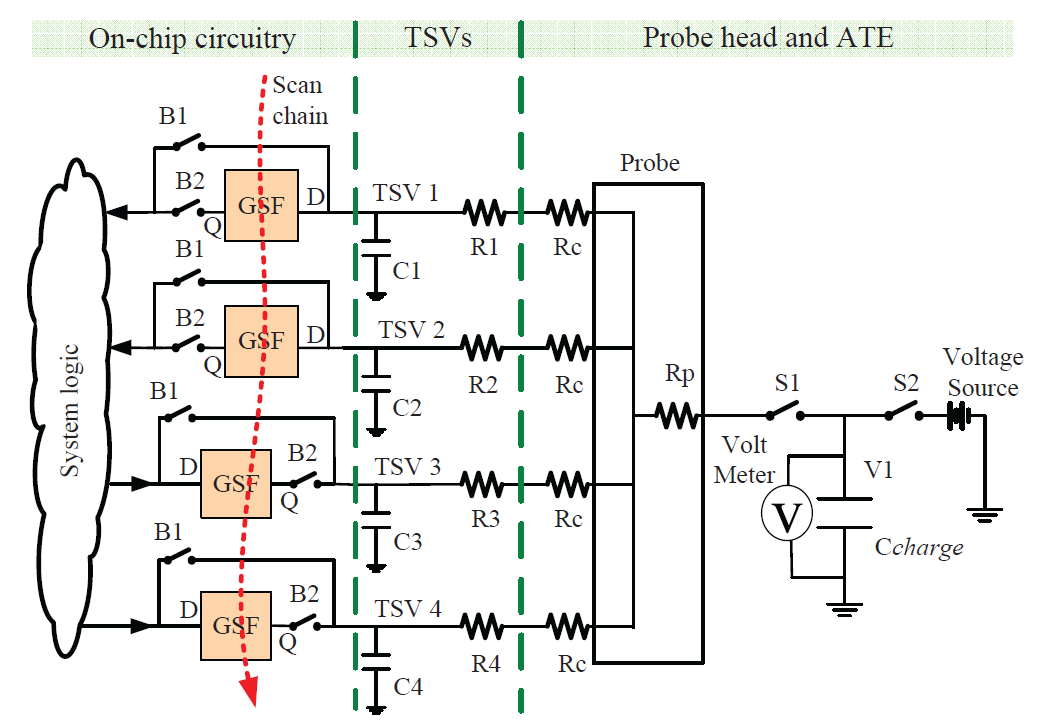 On-chip circuitry
TSVs
Probe head and ATE
Scan
chain
B1
B2
GSF
D
Q
TSV 1
C1
R1
Rc
Probe
B1
B2
GSF
D
Q
TSV 2
C2
R2
Rc
Rp
S1
S2
Voltage
Source
System logic
B1
D
GSF
B2
Q
TSV 3
C3
R3
Rc
Volt
Meter
V
V1
Ccharge
B1
D
GSF
B2
Q
TSV 4
C4
R4
Rc